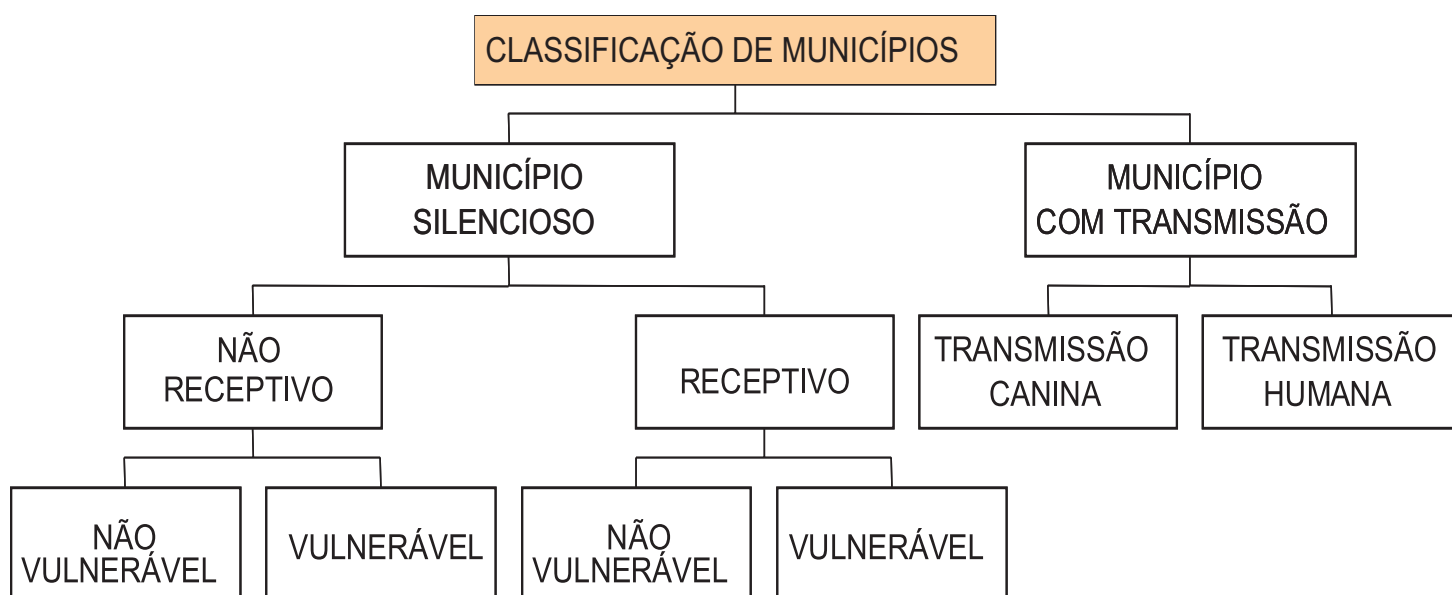 CLASSIFICAÇÃO DE MUNICÍPIOS
MUNICÍPIO
SILENCIOSO
MUNICÍPIO
COM TRANSMISSÃO
NÃO
RECEPTIVO
RECEPTIVO
TRANSMISSÃO
CANINA
TRANSMISSÃO
HUMANA
NÃO
VULNERÁVEL
VULNERÁVEL
NÃO
VULNERÁVEL
VULNERÁVEL